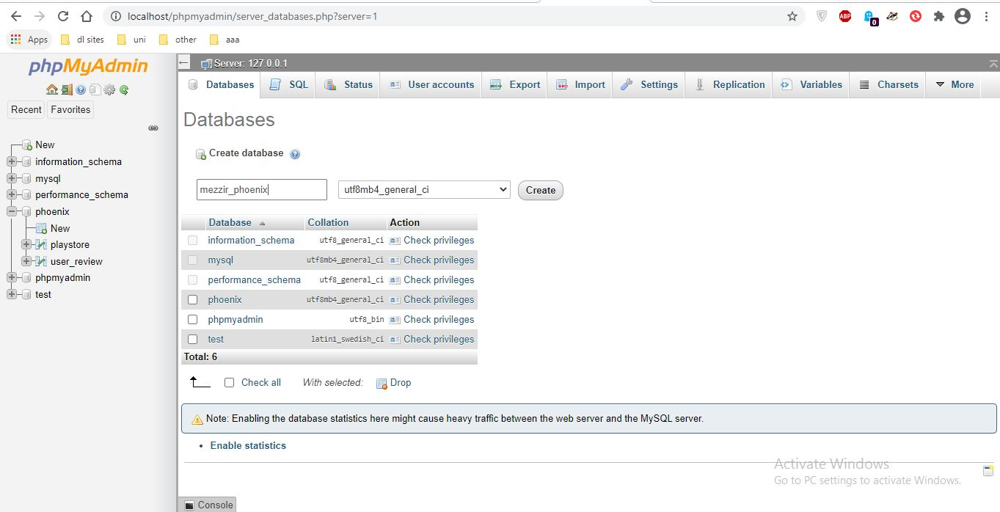 localhost/phpmyadmin/server_databases.php?server=1
Apps dl sites uni other aaa
phpMyAdmin
Recent Favorites
New
information_schema
mysql
performance_schema
phoenix
New
playstore
user_review
phpmyadmin
test
Server: 127.0.0.1
Databases SQL Status User accounts Export Import Settings Replication Variables Charsets More
Databases
Create database
mezzir_phoenix utf8mb4_general_ci Create
Database Collation Action
information_schema utf8_general_ci Check privileges
mysql utf8mb4_general_ci Check privileges
performance_schema utf8_general_ci Check privileges
phoenix utf8mb4_general_ci Check privileges
phpmyadmin utf8_bin Check privileges
test latin1_swedish_ci Check privileges
Total: 6
Check all With selected: Drop
Note: Enabling the database statistics here might cause heavy traffic between the web server and the MySQL server.
• Enable statistics
Activate Windows
Go to PC settings to activate Windows.
Console
ABP
0